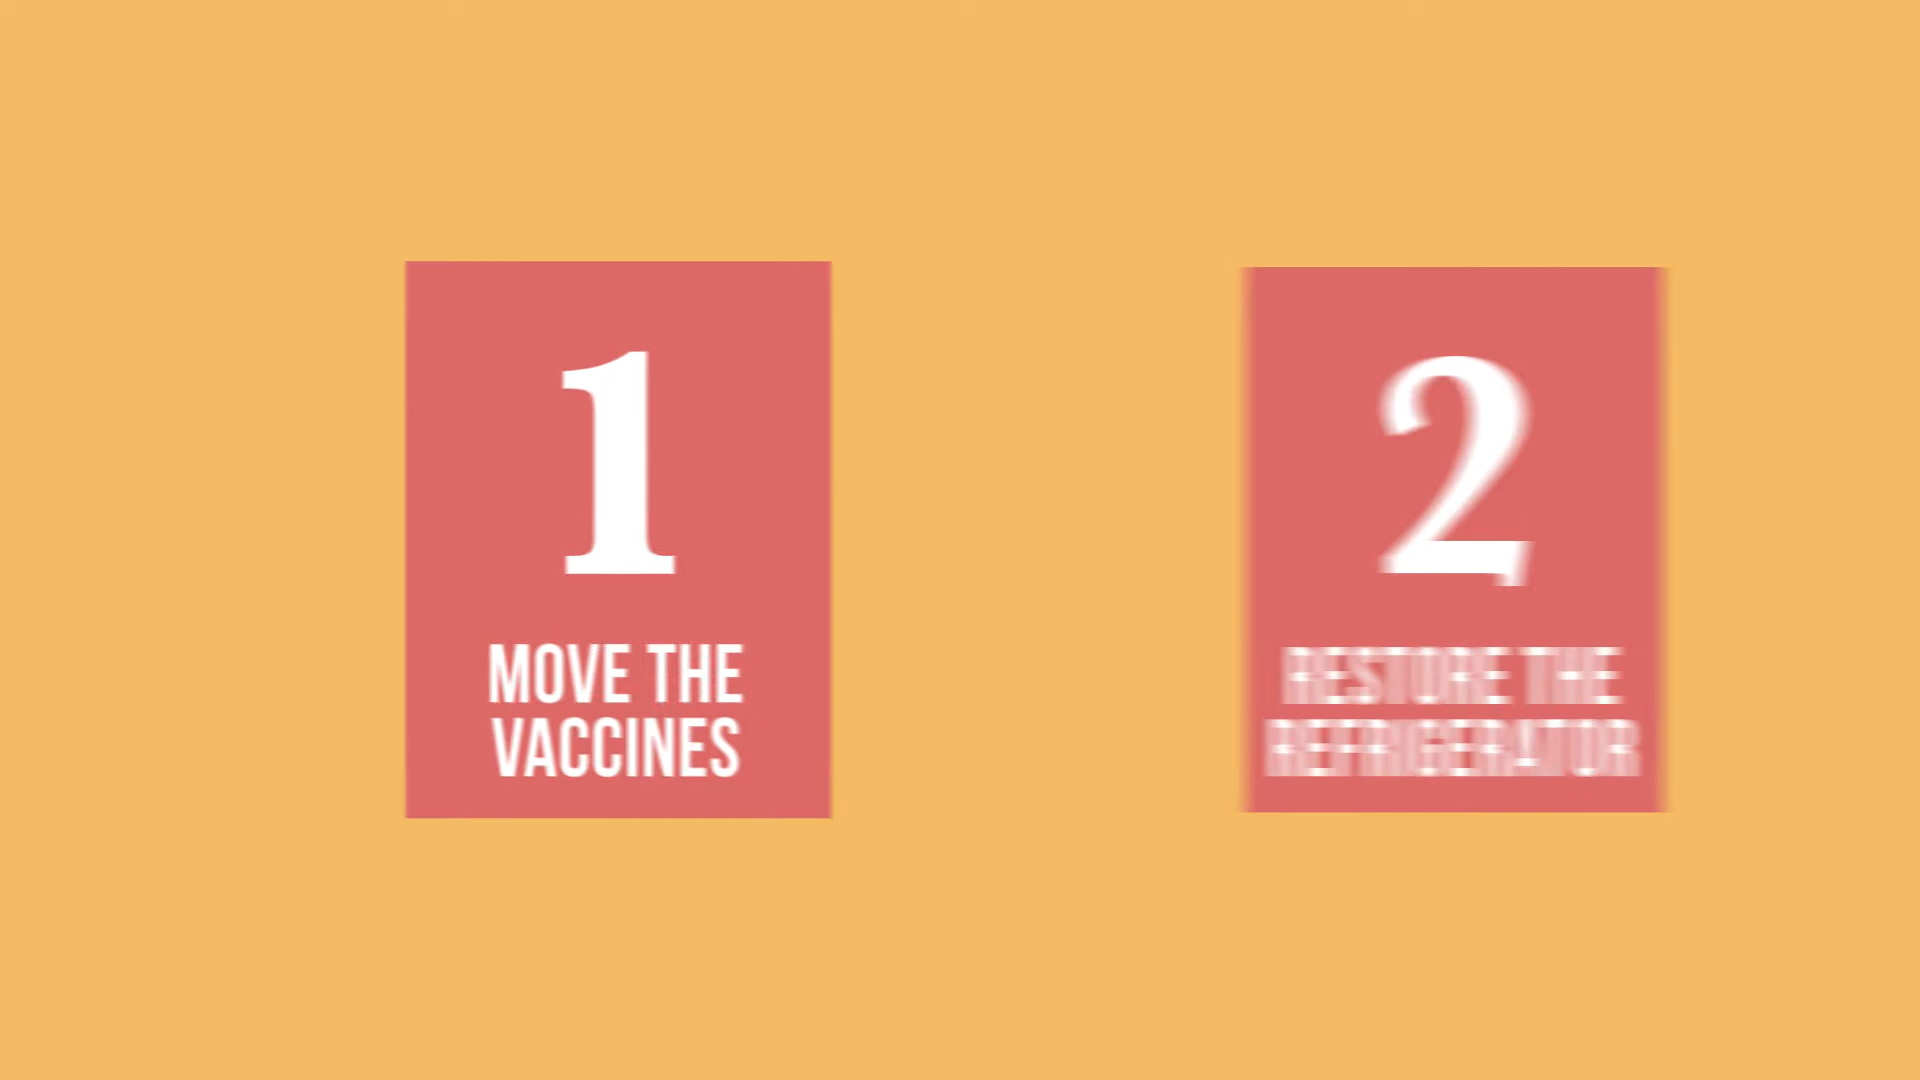 1
MOVE THE
VACCINES
2
RESTORE THE
REFRIGERATOR